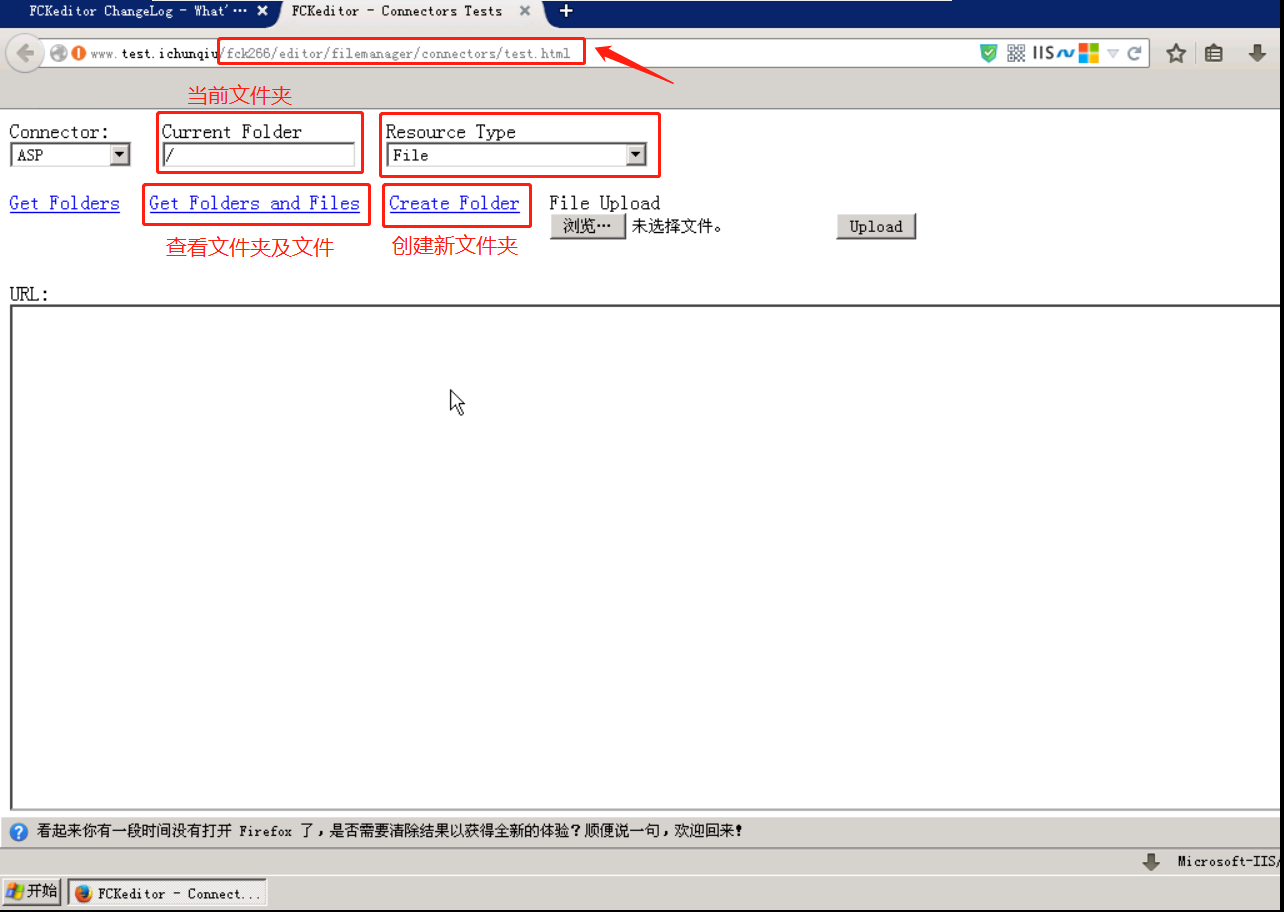 FCKeditor ChangeLog - What'…
FCKeditor - Connectors Tests
www.test.ichunqiu/fck266/editor/filemanager/connectors/test.html
IIS
当前文件夹
Connector:
Current Folder
Resource Type
ASP
/
File
Get Folders
Get Folders and Files
Create Folder
File Upload
浏览…
未选择文件。
Upload
查看文件夹及文件
创建新文件夹
URL:
看起来你有一段时间没有打开 Firefox 了，是否需要清除结果以获得全新的体验？顺便说一句，欢迎回来！
Microsoft-IIS/
开始
FCKeditor - Connect...